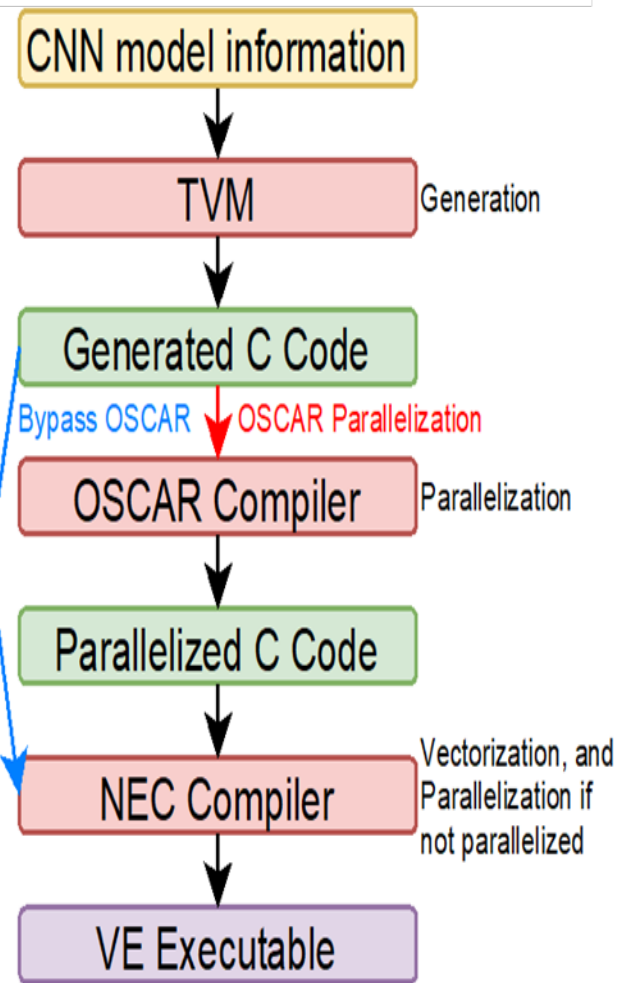 CNN model information
TVM
Generation
Generated C Code
Bypass OSCAR
OSCAR Parallelization
OSCAR Compiler
Parallelization
Parallelized C Code
NEC Compiler
Vectorization, and
Parallelization if
not parallelized
VE Executable